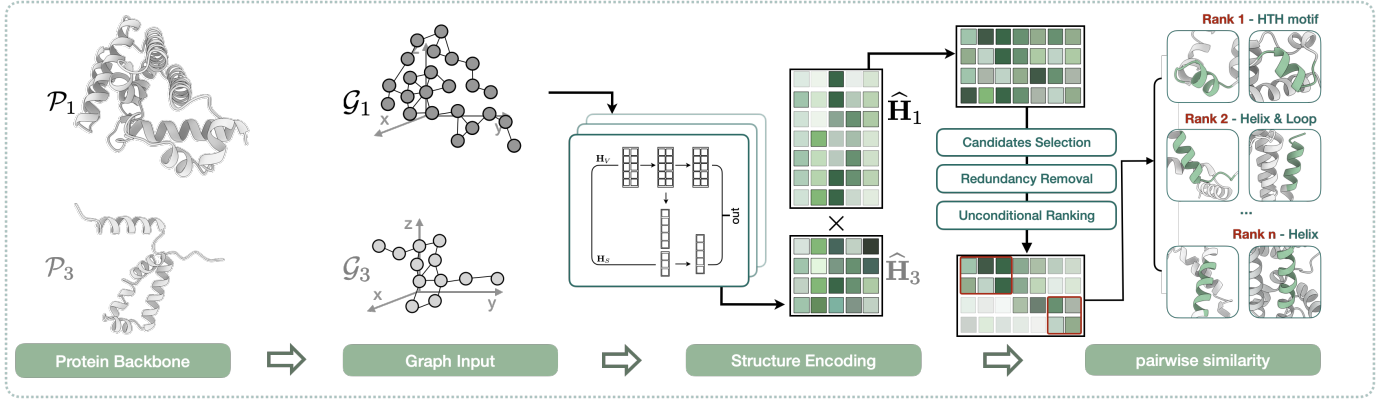 𝒫1
𝒢1
z
x
y
H_V
H_S
out
Ĥ1
×
Candidates Selection
Redundancy Removal
Unconditional Ranking
Rank 1 - HTH motif
Rank 2 - Helix & Loop
...
Rank n - Helix
𝒫3
𝒢3
z
x
y
Ĥ3
Protein Backbone
Graph Input
Structure Encoding
pairwise similarity